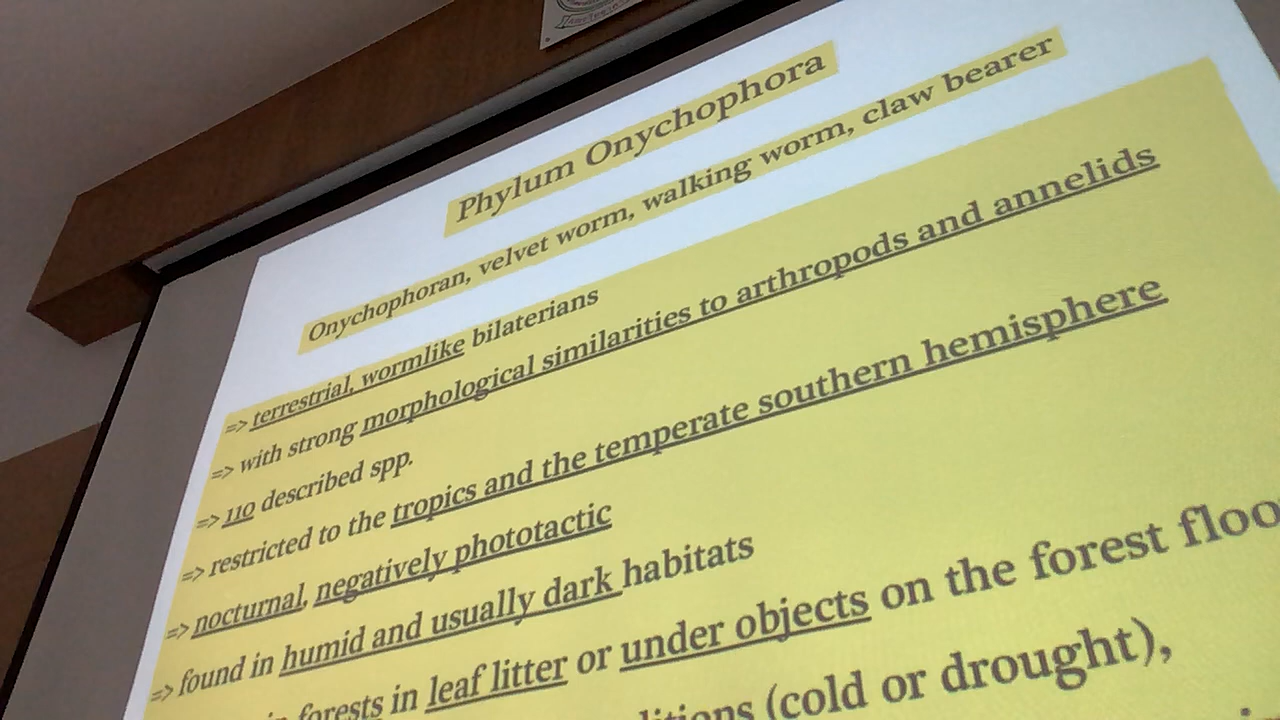 Phylum Onychophora
Onychophoran, velvet worm, walking worm, claw bearer
=> terrestrial, wormlike bilaterians
=> with strong morphological similarities to arthropods and annelids
=> 110 described spp.
=> restricted to the tropics and the temperate southern hemisphere
=> nocturnal, negatively phototactic
=> found in humid and usually dark habitats
forests in leaf litter or under objects on the forest floo
(cold or drought),